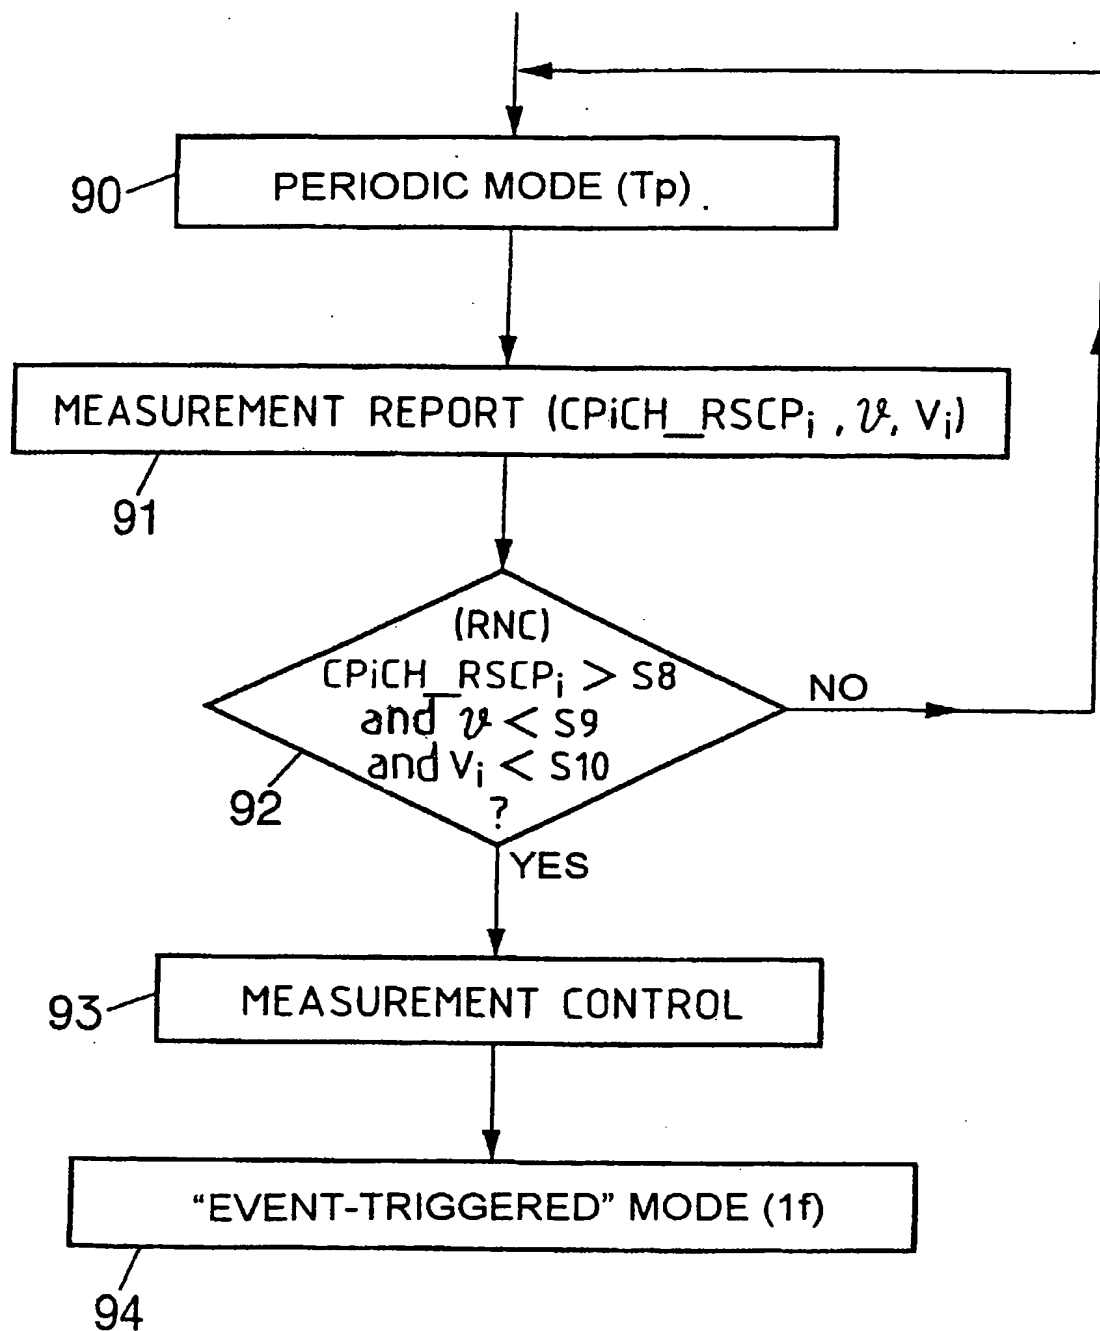 90
PERIODIC MODE (Tp)
MEASUREMENT REPORT (CPiCH_RSCPi , ϑ, Vi)
91
(RNC)
CPiCH_RSCPi > S8
and ϑ < S9
and Vi < S10
?
NO
92
YES
93
MEASUREMENT CONTROL
“EVENT-TRIGGERED” MODE (1f)
94